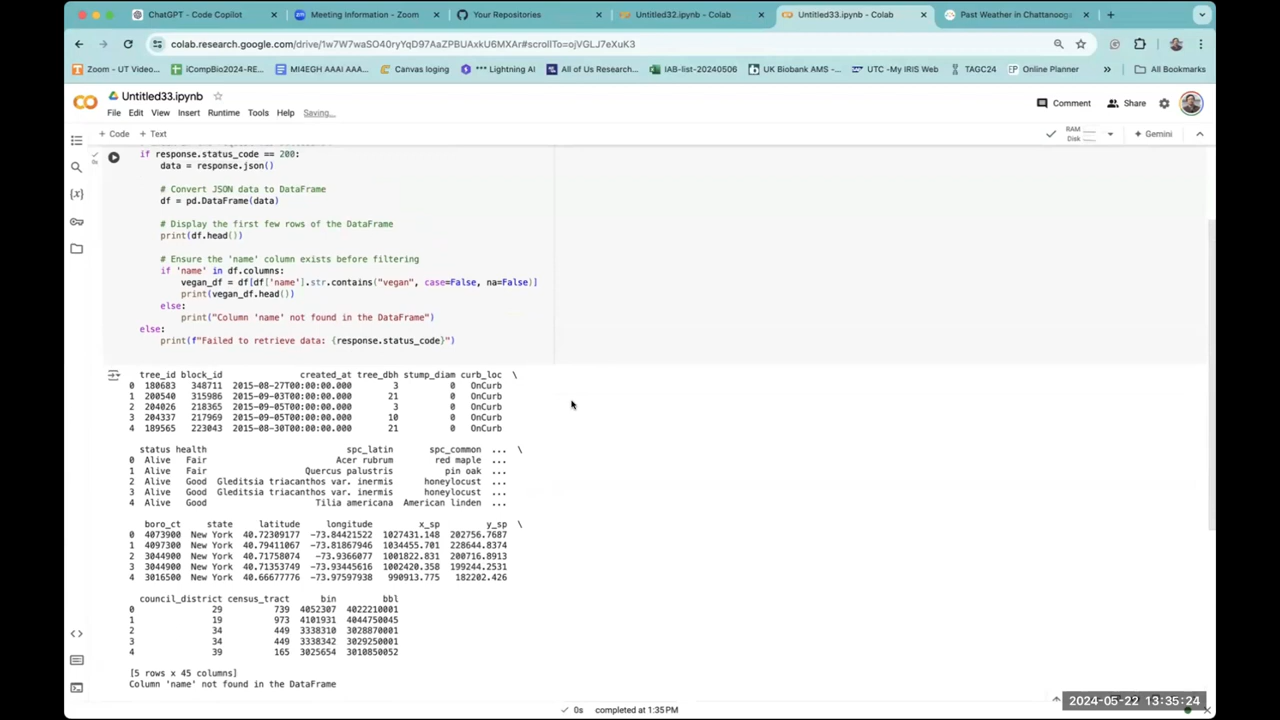 ChatGPT - Code Copilot
Meeting Information - Zoom
Your Repositories
Untitled32.ipynb - Colab
Untitled33.ipynb - Colab
Past Weather in Chattanoog
colab.research.google.com/drive/1w7W7waSO40ryYqD97AaZPBUAxkU6MXAr#scrollTo=ojVGLJ7eXuK3
Zoom - UT Video...
iCompBio2024-RE...
MI4EGH AAAI AAA...
Canvas loging
*** Lightning AI
All of Us Research...
IAB-list-20240506
UK Biobank AMS -...
UTC -My IRIS Web
TAGC24
Online Planner
All Bookmarks
Untitled33.ipynb
File Edit View Insert Runtime Tools Help Saving...
Comment
Share
+ Code + Text
RAM
Disk
Gemini
0s
if response.status_code == 200:
data = response.json()
# Convert JSON data to DataFrame
df = pd.DataFrame(data)
# Display the first few rows of the DataFrame
print(df.head())
# Ensure the 'name' column exists before filtering
if 'name' in df.columns:
vegan_df = df[df['name'].str.contains("vegan", case=False, na=False)]
print(vegan_df.head())
else:
print("Column 'name' not found in the DataFrame")
else:
print(f"Failed to retrieve data: {response.status_code}")
tree_id block_id created_at tree_dbh stump_diam curb_loc \
0 180683 348711 2015-08-27T00:00:00.000 3 0 OnCurb
1 200540 315986 2015-09-03T00:00:00.000 21 0 OnCurb
2 204026 218365 2015-09-05T00:00:00.000 3 0 OnCurb
3 204337 217969 2015-09-05T00:00:00.000 10 0 OnCurb
4 189565 223043 2015-08-30T00:00:00.000 21 0 OnCurb
status health spc_latin spc_common ... \
0 Alive Fair Acer rubrum red maple ...
1 Alive Fair Quercus palustris pin oak ...
2 Alive Good Gleditsia triacanthos var. inermis honeylocust ...
3 Alive Good Gleditsia triacanthos var. inermis honeylocust ...
4 Alive Good Tilia americana American linden ...
boro_ct state latitude longitude x_sp y_sp \
0 4073900 New York 40.72309177 -73.84421522 1027431.148 202756.7687
1 4097300 New York 40.79411067 -73.81867946 1034455.701 228644.8374
2 3044900 New York 40.71758074 -73.9366077 1001822.831 200716.8913
3 3044900 New York 40.71353749 -73.93445616 1002420.358 199244.2531
4 3016500 New York 40.66677776 -73.97597938 990913.775 182202.426
council_district census_tract bin bbl
0 29 739 4052307 4022210001
1 19 973 4101931 4044750045
2 34 449 3338310 3028870001
3 34 449 3338342 3029250001
4 39 165 3025654 3010850052
[5 rows x 45 columns]
Column 'name' not found in the DataFrame
0s completed at 1:35PM
2024-05-22 13:35:24